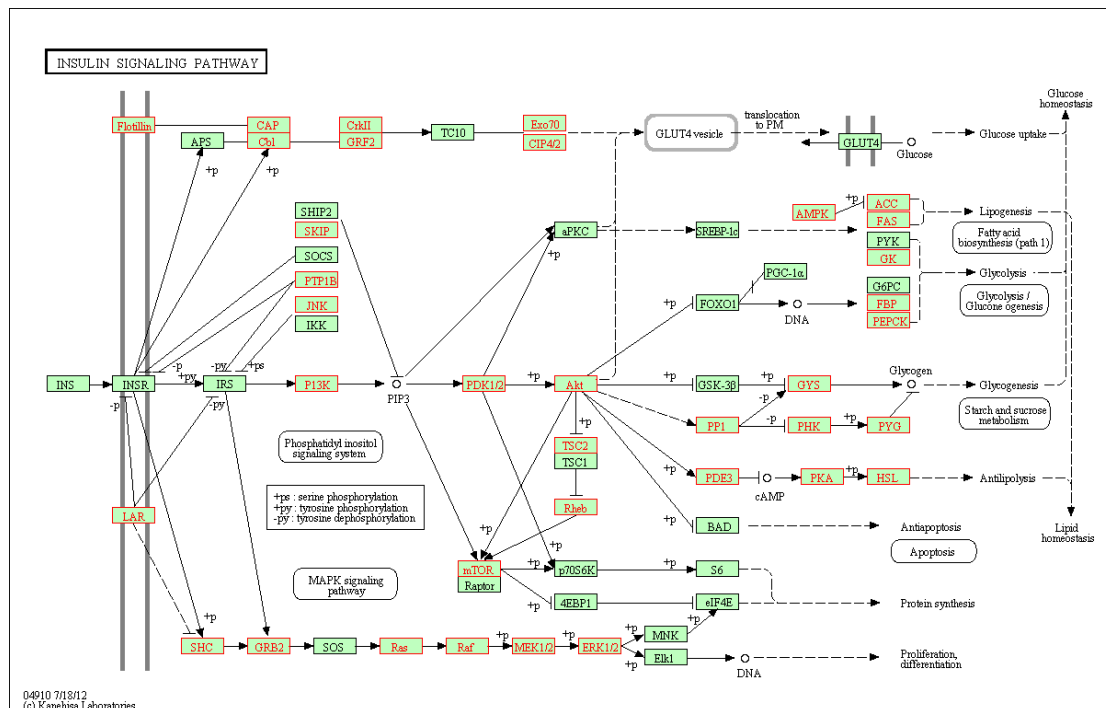 INSULIN SIGNALING PATHWAY
Glucose
homeostasis
Flotillin
CAP
CrkII
Exo70
translocation
to PM
APS
Cbl
GRF2
TC10
CIP4/2
GLUT4 vesicle
GLUT4
Glucose
Glucose uptake
+p
+p
SHIP2
SKIP
AMPK
+p
ACC
FAS
Lipogenesis
aPKC
SREBP-1c
PYK
GK
Fatty acid
biosynthesis (path 1)
SOCS
+p
PTP1B
PGC-1α
Glycolysis
JNK
IKK
+p
FOXO1
DNA
G6PC
FBP
PEPCK
Glycolysis /
Glucone ogenesis
-p
-py
+ps
INS
INSR
+py
IRS
P13K
PIP3
PDK1/2
+p
Akt
+p
GSK-3β
+p
GYS
Glycogen
Glycogenesis
-p
-py
-p
PP1
-p
PHK
+p
PYG
Starch and sucrose
metabolism
Phosphatidyl inositol
signaling system
+p
TSC2
TSC1
+p
PDE3
cAMP
PKA
+p
HSL
Antilipolysis
+ps : serine phosphorylation
+py : tyrosine phosphorylation
-py : tyrosine dephosphorylation
LAR
Rheb
+p
+p
+p
BAD
Antiapoptosis
Apoptosis
Lipid
homeostasis
mTOR
Raptor
+p
p70S6K
+p
S6
MAPK signaling
pathway
+p
4EBP1
+p
eIF4E
Protein synthesis
+p
SHC
GRB2
SOS
Ras
Raf
+p
MEK1/2
+p
ERK1/2
+p
MNK
+p
+p
Elk1
DNA
Proliferation,
differentiation
04910 7/18/12
(c) Kanehisa Laboratories